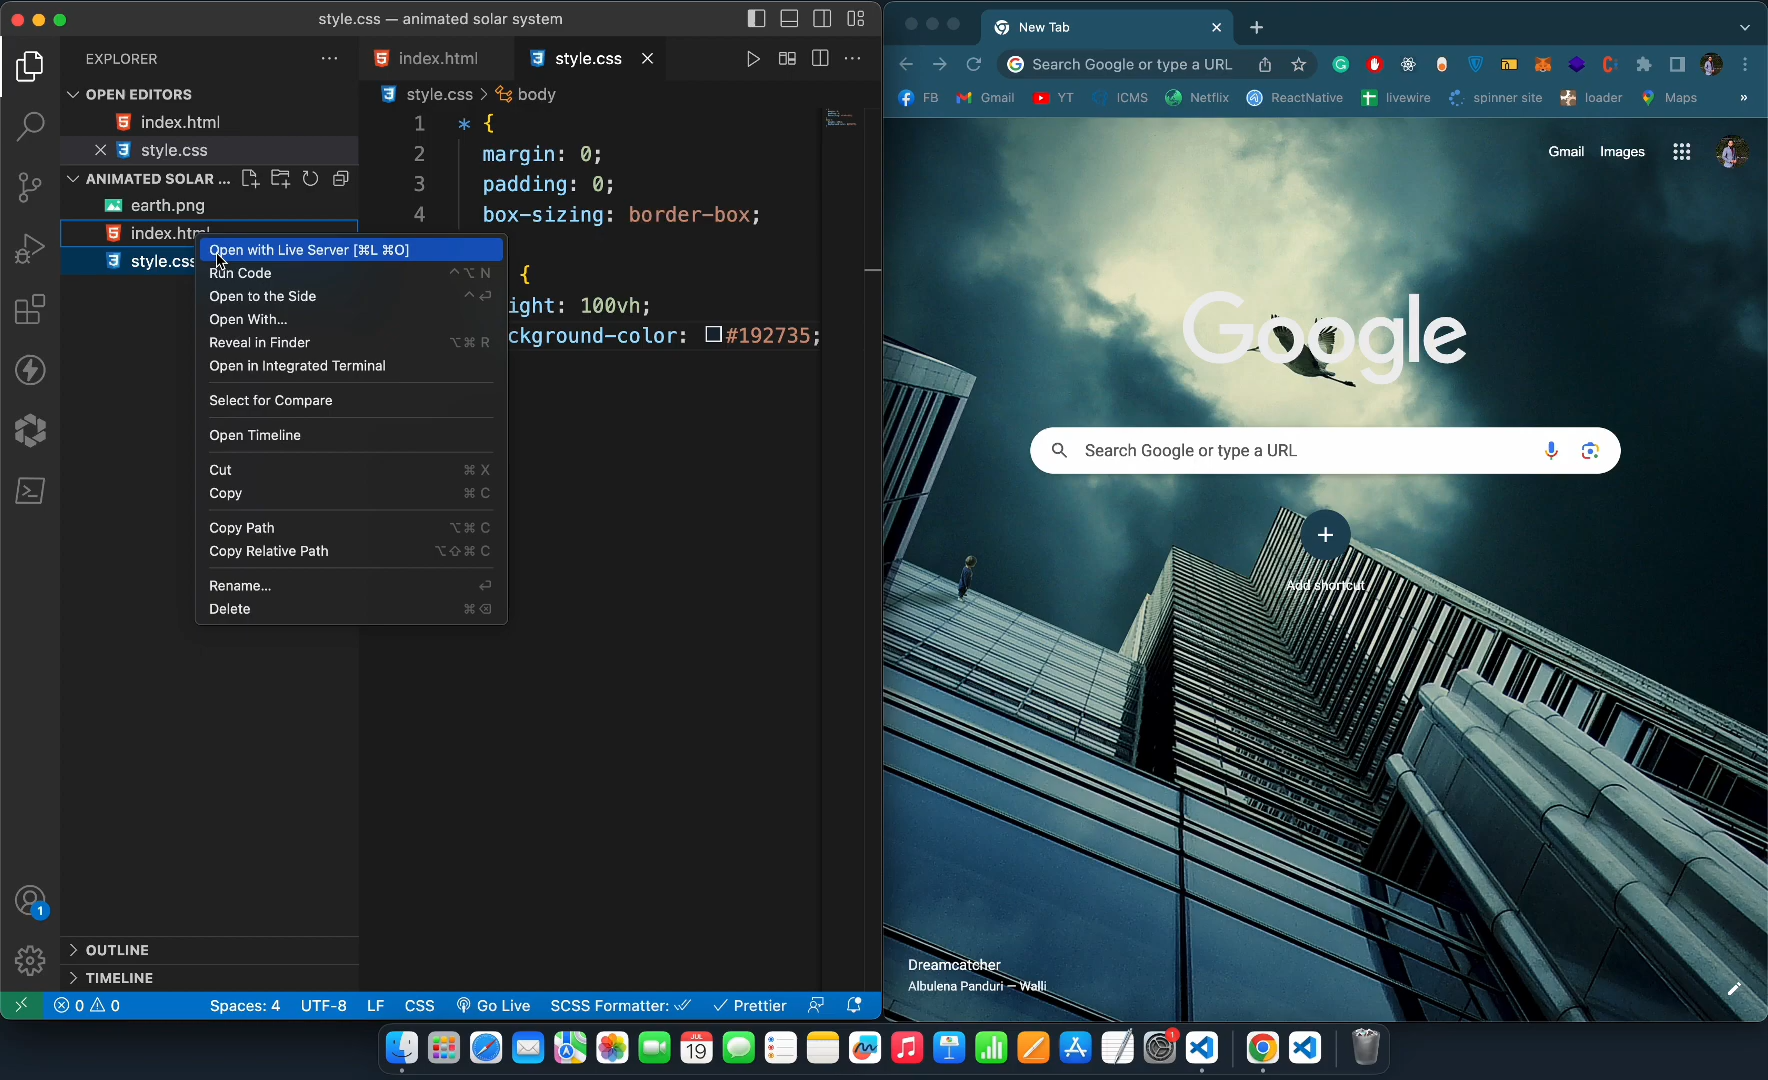 style.css — animated solar system
EXPLORER
OPEN EDITORS
index.html
style.css
ANIMATED SOLAR ...
earth.png
index.html
style.css
index.html
style.css
style.css > body
1 * {
2 margin: 0;
3 padding: 0;
4 box-sizing: border-box;
{
ight: 100vh;
ckground-color: #192735;
Open with Live Server [⌘L ⌘O]
Run Code ^⌥ N
Open to the Side ^⏎
Open With...
Reveal in Finder ⌥⌘ R
Open in Integrated Terminal
Select for Compare
Open Timeline
Cut ⌘ X
Copy ⌘ C
Copy Path ⌥⌘ C
Copy Relative Path ⌥⇧⌘ C
Rename... ⏎
Delete ⌘⌫
OUTLINE
TIMELINE
1
0 0
Spaces: 4 UTF-8 LF CSS Go Live SCSS Formatter: Prettier
New Tab
Search Google or type a URL
FB Gmail YT ICMS Netflix ReactNative livewire spinner site loader Maps »
Gmail Images
Google
Search Google or type a URL
Add shortcut
Dreamcatcher
Albulena Panduri — Walli
JUL
19
1